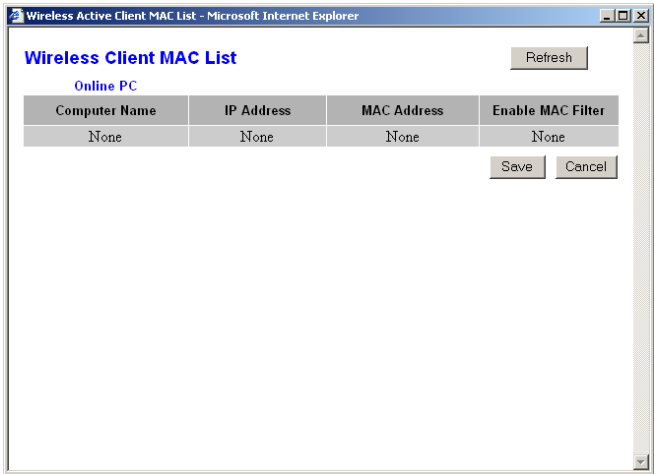 Wireless Active Client MAC List - Microsoft Internet Explorer
Wireless Client MAC List
Refresh
Online PC
Computer Name IP Address MAC Address Enable MAC Filter
None None None None
Save Cancel